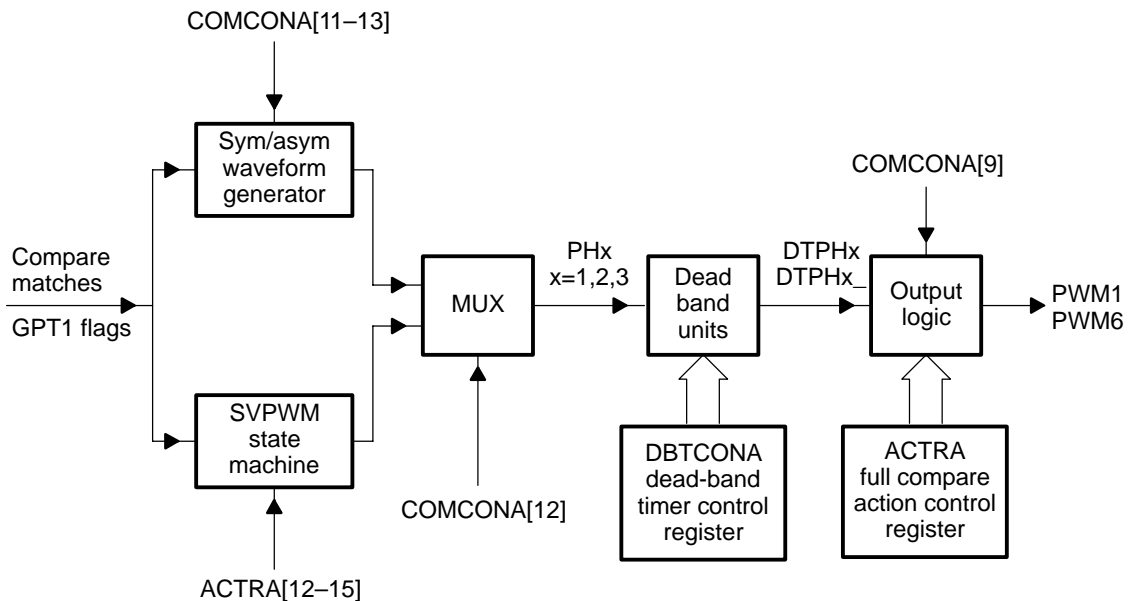 COMCONA[11–13]
Sym/asym
waveform
generator
COMCONA[9]
Compare
matches
GPT1 flags
MUX
PHx
x=1,2,3
Dead
band
units
DTPHx
DTPHx_
Output
logic
PWM1
PWM6
SVPWM
state
machine
COMCONA[12]
DBTCONA
dead-band
timer control
register
ACTRA
full compare
action control
register
ACTRA[12–15]